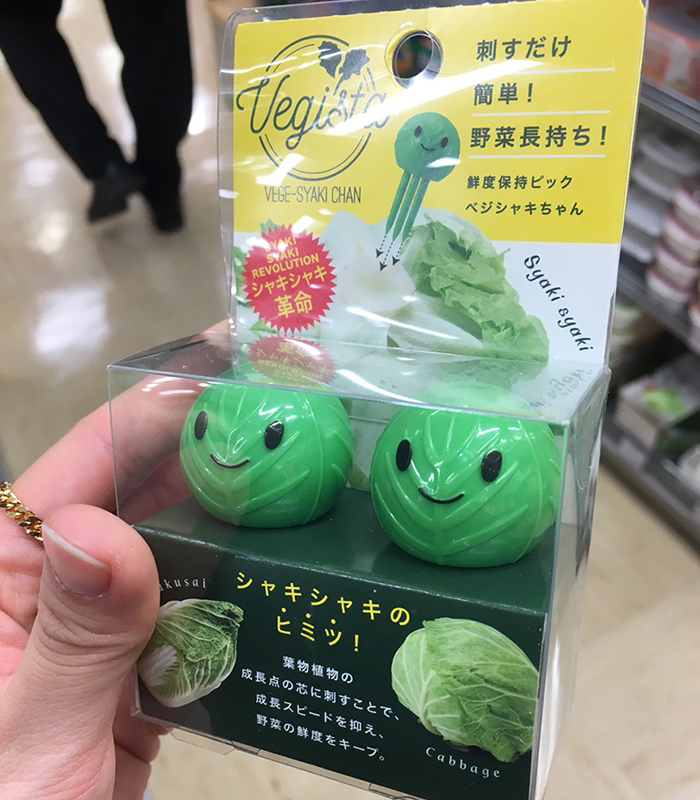 Vegista
VEGE-SYAKI CHAN
刺すだけ
簡単！
野菜長持ち！
鮮度保持ピック
ベジシャキちゃん
SYAKI
SYAKI
REVOLUTION
シャキシャキ
革命
Syaki syaki
シャキシャキの
ヒミツ！
葉物植物の
成長点の芯に刺すことで、
成長スピードを抑え、
野菜の鮮度をキープ。
Cabbage